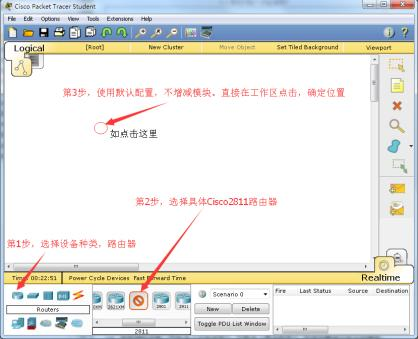 Cisco Packet Tracer Student
File Edit Options View Tools Extensions Help
Logical [Root] New Cluster Move Object Set Tiled Background Viewport
第3步，使用默认配置，不增减模块。直接在工作区点击，确定位置
如点击这里
第2步，选择具体Cisco2811路由器
第1步，选择设备种类，路由器
Time: 00:22:51 Power Cycle Devices Fast Forward Time Realtime
Scenario 0 Fire Last Status Source Destination
2621XM 2901 2911
Routers New Delete
Toggle PDU List Window
2811